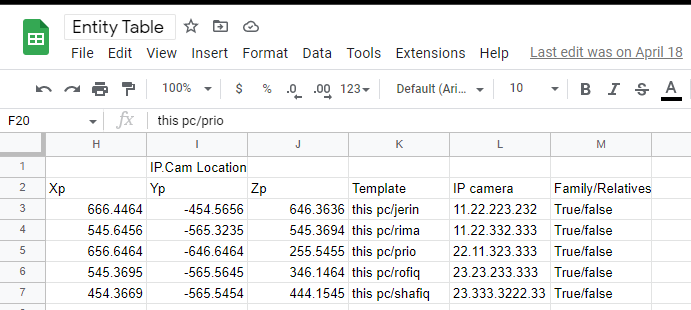 Entity Table
File Edit View Insert Format Data Tools Extensions Help Last edit was on April 18
100% $ % .0 .00 123 Default (Ari... 10 B I S A
F20 fx this pc/prio
H I J K L M
1 IP.Cam Location
2 Xp Yp Zp Template IP camera Family/Relatives
3 666.4464 -454.5656 646.3636 this pc/jerin 11.22.223.232 True/false
4 545.6456 -565.3235 545.3694 this pc/rima 11.22.332.333 True/false
5 656.6464 -646.6464 255.5455 this pc/prio 22.11.323.333 True/false
6 545.3695 -565.5645 346.1464 this pc/rofiq 23.23.233.333 True/false
7 454.3669 -565.5454 444.1545 this pc/shafiq 23.333.3222.33 True/false